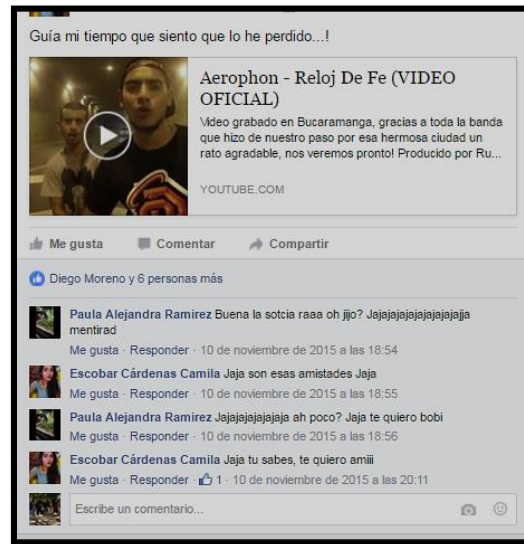 Guía mi tiempo que siento que lo he perdido...!
Aerophon - Reloj De Fe (VIDEO
OFICIAL)
Video grabado en Bucaramanga, gracias a toda la banda
que hizo de nuestro paso por esa hermosa ciudad un
rato agradable, nos veremos pronto! Producido por Ru...
YOUTUBE.COM
Me gusta Comentar Compartir
Diego Moreno y 6 personas más
Paula Alejandra Ramirez Buena la sotcia raaa oh jijo? Jajajajajajajajajajajja
mentirad
Me gusta · Responder · 10 de noviembre de 2015 a las 18:54
Escobar Cárdenas Camila Jaja son esas amistades Jaja
Me gusta · Responder · 10 de noviembre de 2015 a las 18:55
Paula Alejandra Ramirez Jajajajajajaja ah poco? Jaja te quiero bobi
Me gusta · Responder · 10 de noviembre de 2015 a las 18:56
Escobar Cárdenas Camila Jaja tu sabes, te quiero amiii
Me gusta · Responder · 1 · 10 de noviembre de 2015 a las 20:11
Escribe un comentario...